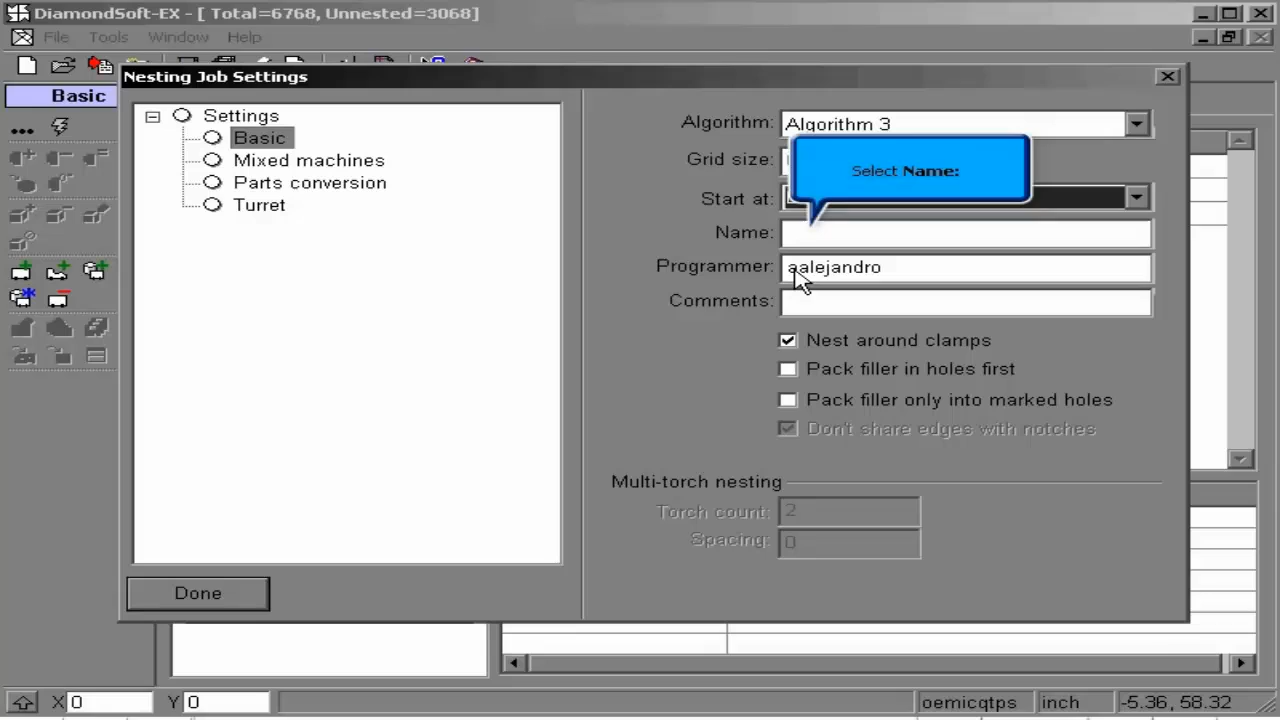 DiamondSoft-EX - [ Total=6768, Unnested=3068]
File Tools Window Help
Basic
Nesting Job Settings
Settings
Basic
Mixed machines
Parts conversion
Turret
Done
Algorithm: Algorithm 3
Grid size:
Select Name:
Start at:
Name:
Programmer: aalejandro
Comments:
Nest around clamps
Pack filler in holes first
Pack filler only into marked holes
Don't share edges with notches
Multi-torch nesting
Torch count: 2
Spacing: 0
X 0 Y 0 oemicqtps inch -5.36, 58.32